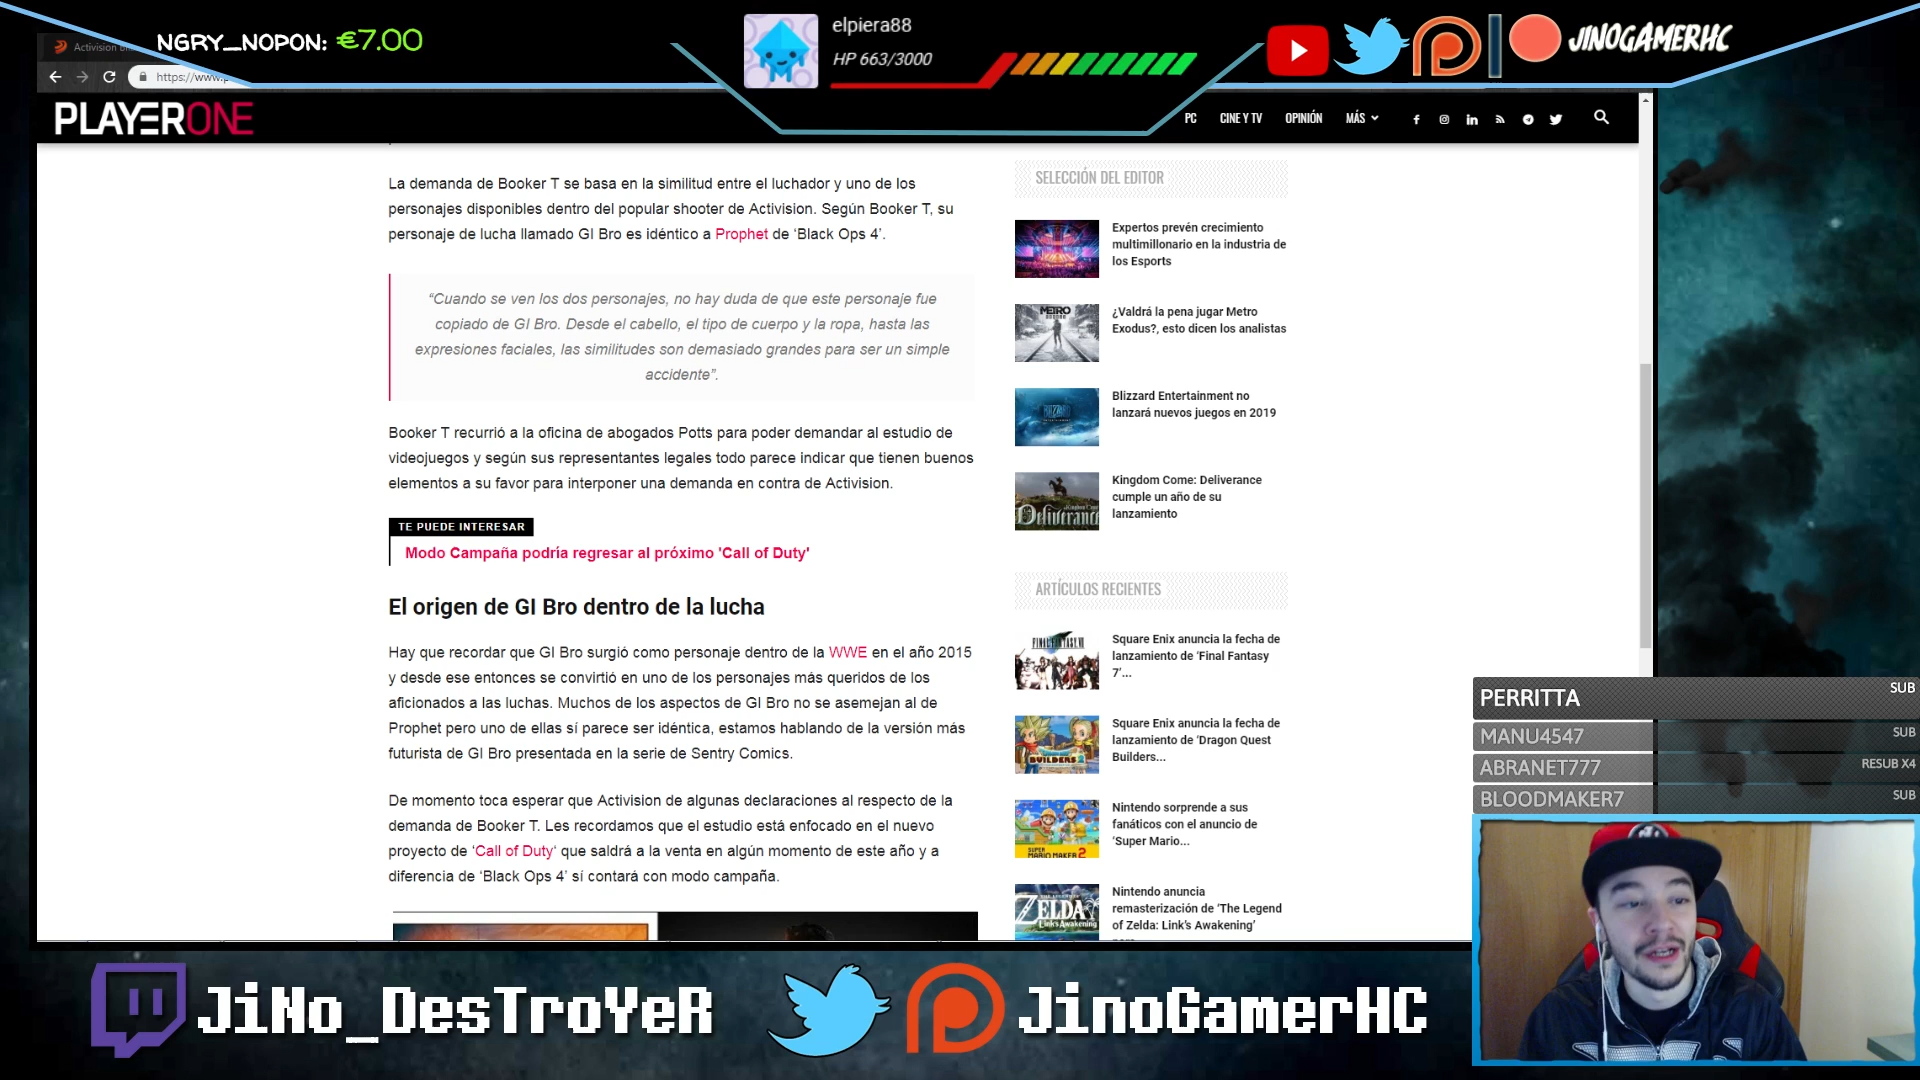 NGRY_NOPON: €7.00
elpiera88
HP 663/3000
JINOGAMERHC
Activision
https://www.p
PLAYERONE
PC
CINE Y TV
OPINIÓN
MÁS
La demanda de Booker T se basa en la similitud entre el luchador y uno de los
personajes disponibles dentro del popular shooter de Activision. Según Booker T, su
personaje de lucha llamado GI Bro es idéntico a Prophet de ‘Black Ops 4’.
“Cuando se ven los dos personajes, no hay duda de que este personaje fue
copiado de GI Bro. Desde el cabello, el tipo de cuerpo y la ropa, hasta las
expresiones faciales, las similitudes son demasiado grandes para ser un simple
accidente”.
Booker T recurrió a la oficina de abogados Potts para poder demandar al estudio de
videojuegos y según sus representantes legales todo parece indicar que tienen buenos
elementos a su favor para interponer una demanda en contra de Activision.
TE PUEDE INTERESAR
Modo Campaña podría regresar al próximo 'Call of Duty'
El origen de GI Bro dentro de la lucha
Hay que recordar que GI Bro surgió como personaje dentro de la WWE en el año 2015
y desde ese entonces se convirtió en uno de los personajes más queridos de los
aficionados a las luchas. Muchos de los aspectos de GI Bro no se asemejan al de
Prophet pero uno de ellas sí parece ser idéntica, estamos hablando de la versión más
futurista de GI Bro presentada en la serie de Sentry Comics.
De momento toca esperar que Activision de algunas declaraciones al respecto de la
demanda de Booker T. Les recordamos que el estudio está enfocado en el nuevo
proyecto de ‘Call of Duty‘ que saldrá a la venta en algún momento de este año y a
diferencia de ‘Black Ops 4’ sí contará con modo campaña.
SELECCIÓN DEL EDITOR
Expertos prevén crecimiento
multimillonario en la industria de
los Esports
METRO
¿Valdrá la pena jugar Metro
Exodus?, esto dicen los analistas
Blizzard Entertainment no
lanzará nuevos juegos en 2019
Deliverance
Kingdom Come: Deliverance
cumple un año de su
lanzamiento
ARTÍCULOS RECIENTES
FINAL FANTASY VII
Square Enix anuncia la fecha de
lanzamiento de ‘Final Fantasy
7’...
BUILDERS 2
Square Enix anuncia la fecha de
lanzamiento de ‘Dragon Quest
Builders...
SUPER
MARIO MAKER 2
Nintendo sorprende a sus
fanáticos con el anuncio de
‘Super Mario...
ZELDA
Link's Awakening
Nintendo anuncia
remasterización de ‘The Legend
of Zelda: Link’s Awakening’
PERRITTA SUB
MANU4547 SUB
ABRANET777 RESUB X4
BLOODMAKER7 SUB
JiNo_DesTroYeR
JinoGamerHC